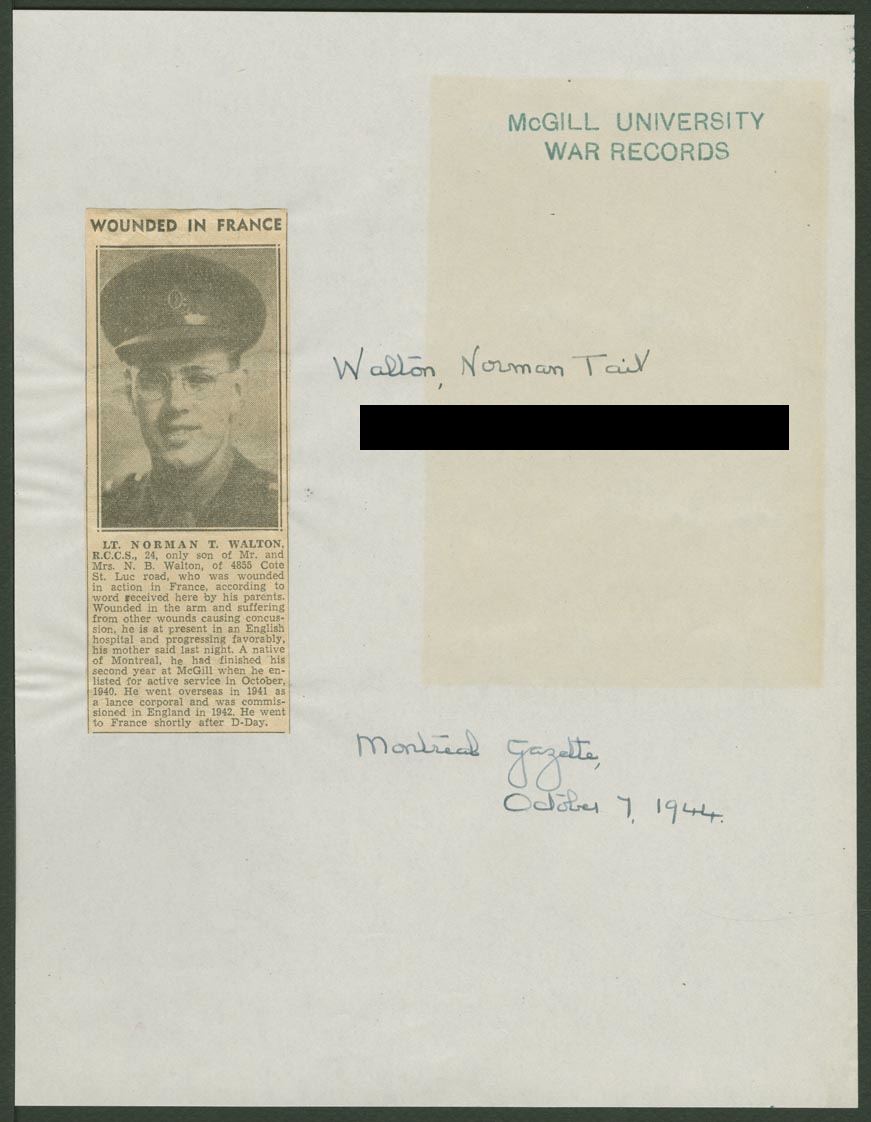 McGILL UNIVERSITY
WAR RECORDS
WOUNDED IN FRANCE
Walton, Norman Tait
LT. NORMAN T. WALTON,
R.C.C.S., 24, only son of Mr. and
Mrs. N. B. Walton, of 4855 Cote
St. Luc road, who was wounded
in action in France, according to
word received here by his parents.
Wounded in the arm and suffering
from other wounds causing concus-
sion, he is at present in an English
hospital and progressing favorably,
his mother said last night. A native
of Montreal, he had finished his
second year at McGill when he en-
listed for active service in October,
1940. He went overseas in 1941 as
a lance corporal and was commis-
sioned in England in 1942. He went
to France shortly after D-Day.
Montreal Gazette,
October 7, 1944.